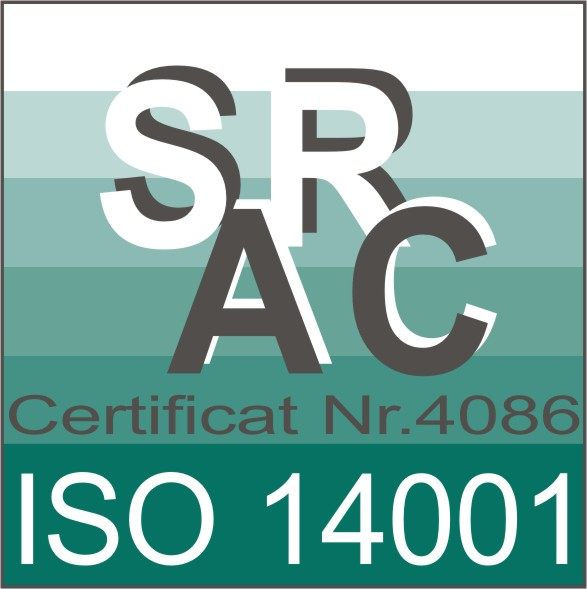 SR
AC
Certificat Nr.4086
ISO 14001